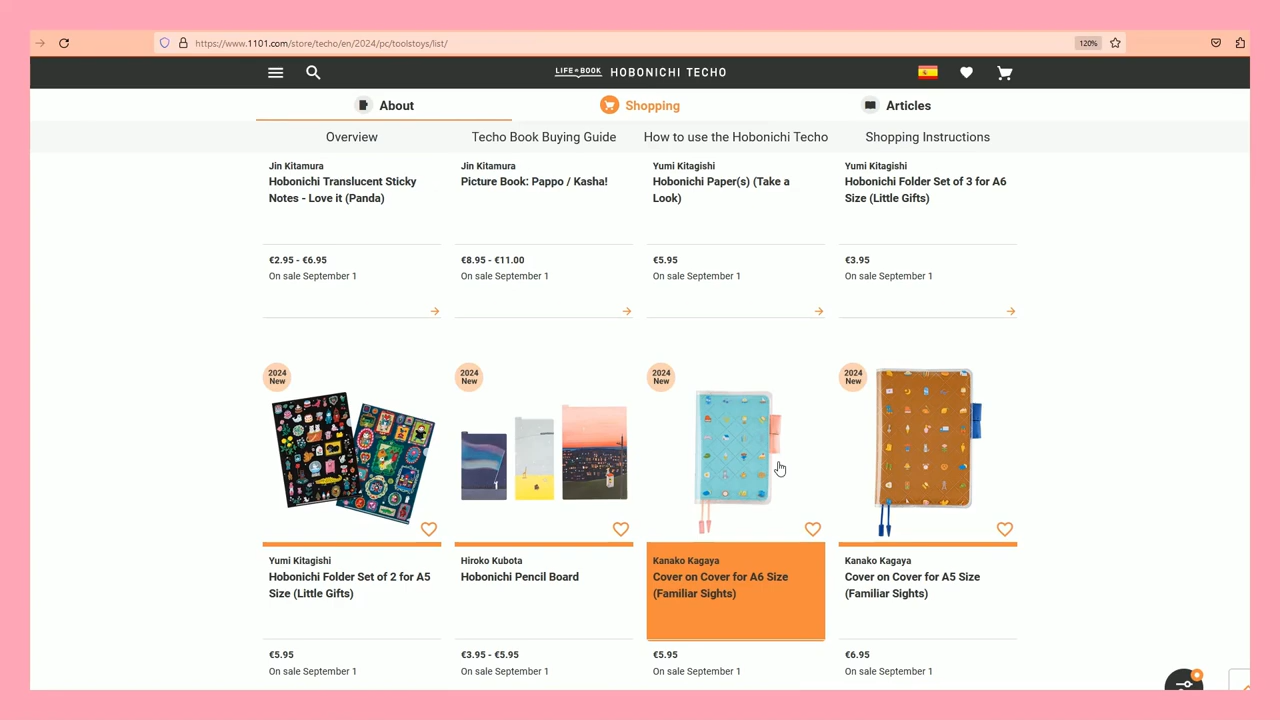 https://www.1101.com/store/techo/en/2024/pc/toolstoys/list/
120%
LIFE BOOK HOBONICHI TECHO
About
Shopping
Articles
Overview
Techo Book Buying Guide
How to use the Hobonichi Techo
Shopping Instructions
Jin Kitamura
Hobonichi Translucent Sticky
Notes - Love it (Panda)
€2.95 - €6.95
On sale September 1
Jin Kitamura
Picture Book: Pappo / Kasha!
€8.95 - €11.00
On sale September 1
Yumi Kitagishi
Hobonichi Paper(s) (Take a
Look)
€5.95
On sale September 1
Yumi Kitagishi
Hobonichi Folder Set of 3 for A6
Size (Little Gifts)
€3.95
On sale September 1
2024
New
Yumi Kitagishi
Hobonichi Folder Set of 2 for A5
Size (Little Gifts)
€5.95
On sale September 1
2024
New
Hiroko Kubota
Hobonichi Pencil Board
€3.95 - €5.95
On sale September 1
2024
New
Kanako Kagaya
Cover on Cover for A6 Size
(Familiar Sights)
€5.95
On sale September 1
2024
New
Kanako Kagaya
Cover on Cover for A5 Size
(Familiar Sights)
€6.95
On sale September 1